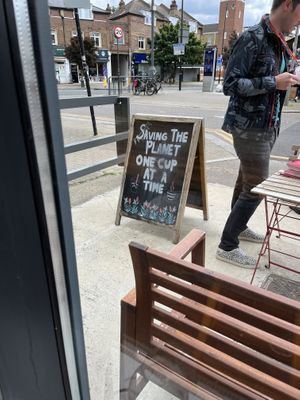 SAVING THE
PLANET
ONE CUP
AT A
TIME